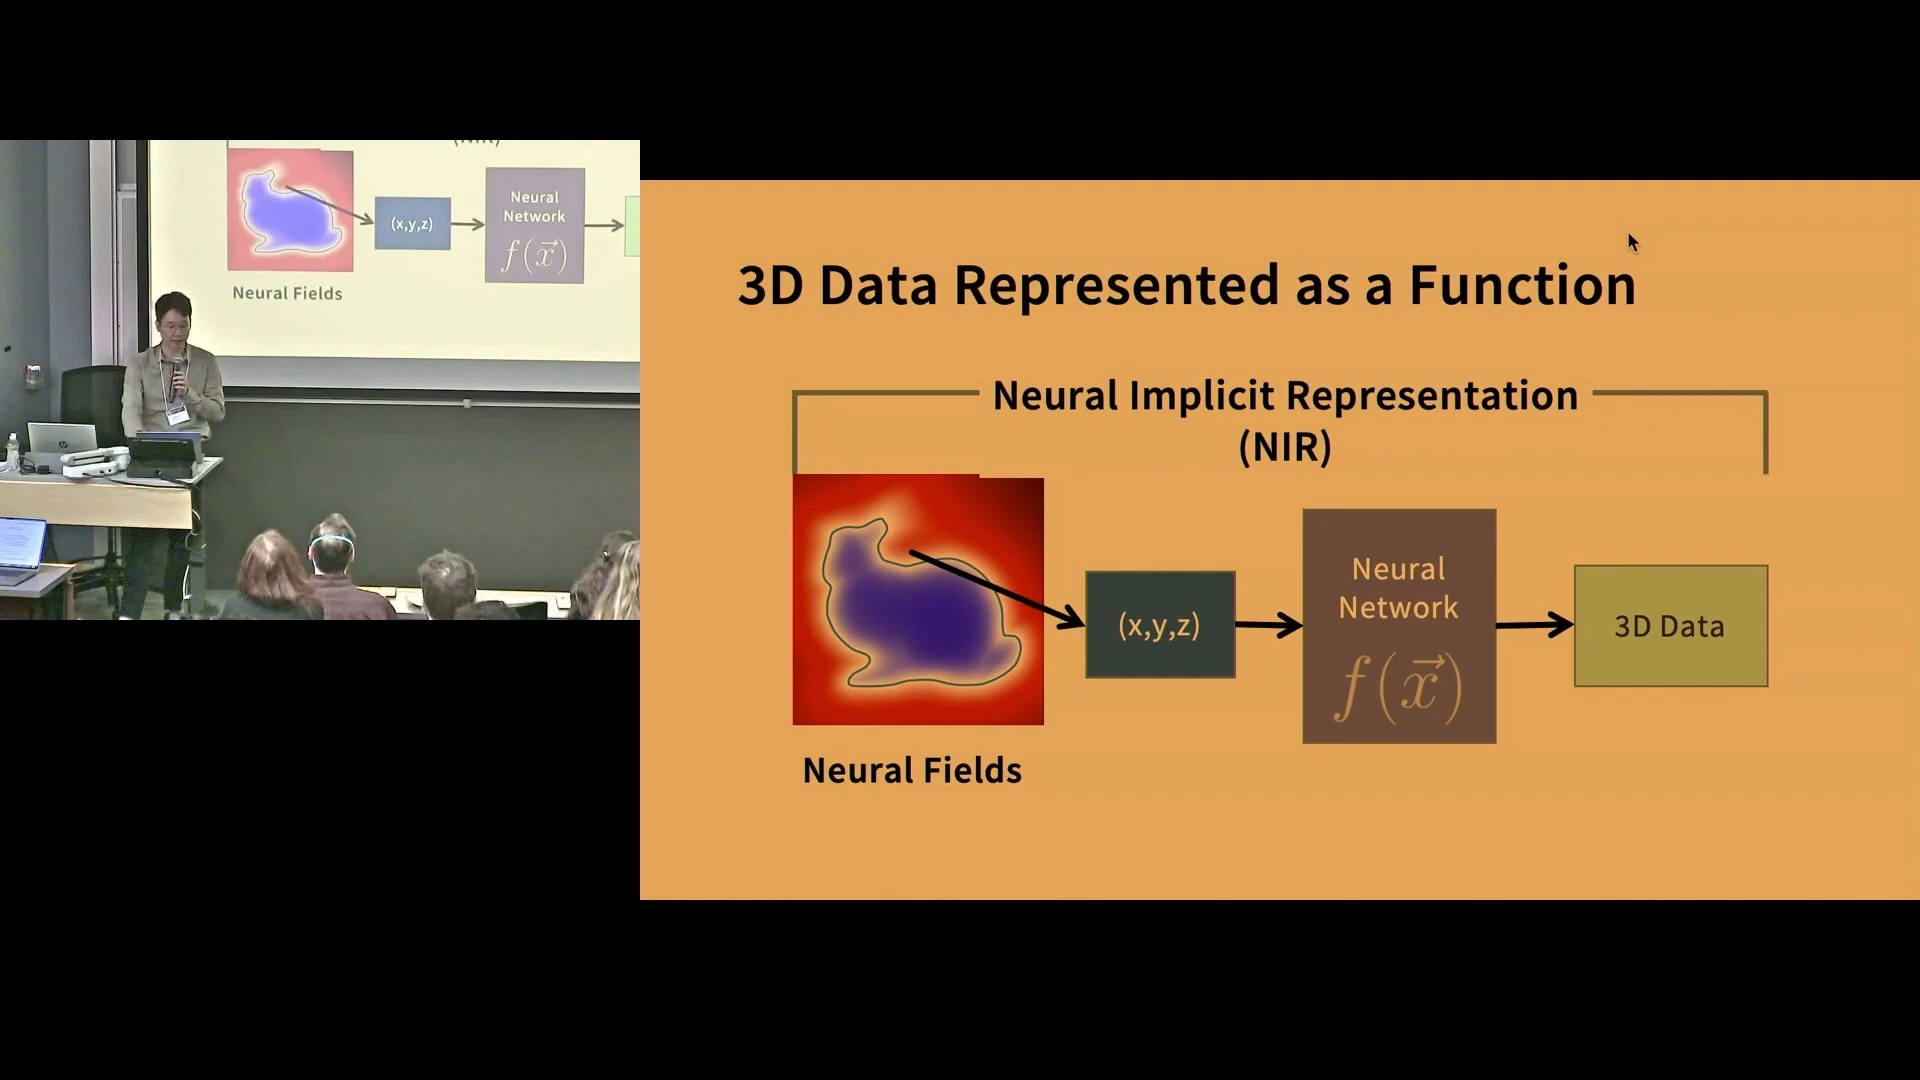 (NIR)
(x,y,z)
Neural
Network
f(x⃗)
Neural Fields
3D Data Represented as a Function
Neural Implicit Representation
(NIR)
(x,y,z)
Neural
Network
f(x⃗)
3D Data
Neural Fields